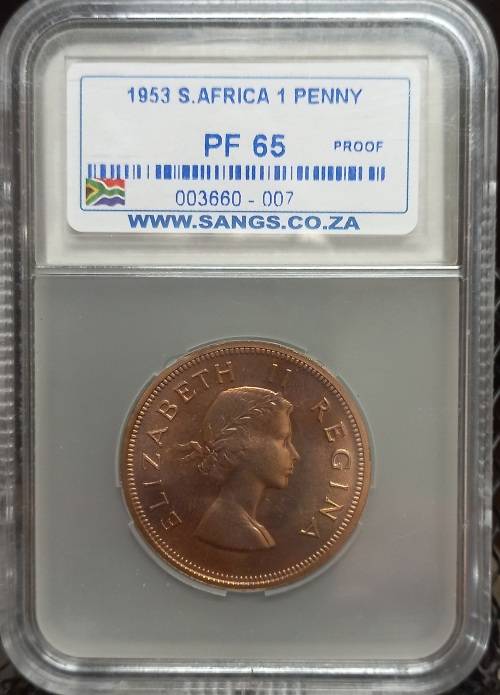 1953 S.AFRICA 1 PENNY
PF 65 PROOF
003660 - 007
WWW.SANGS.CO.ZA
ELIZABETH II REGINA